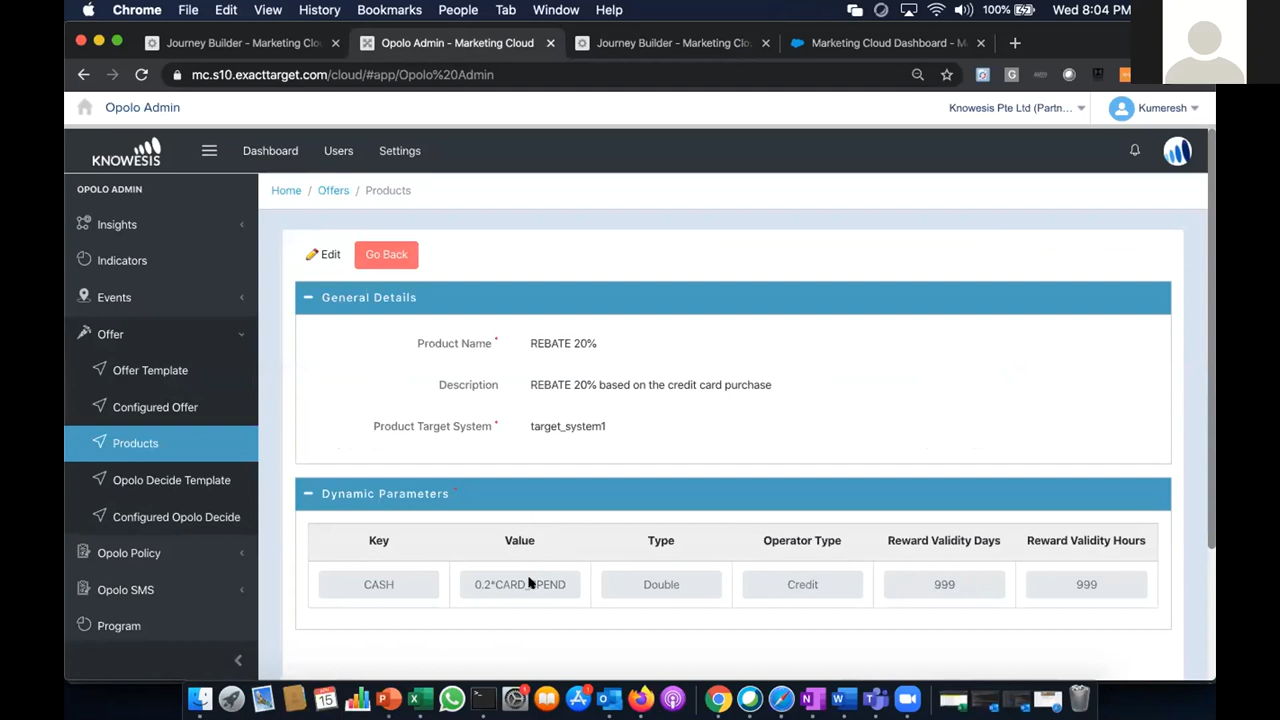 Chrome File Edit View History Bookmarks People Tab Window Help 100% Wed 8:04 PM
Journey Builder - Marketing Clo Opolo Admin - Marketing Cloud Journey Builder - Marketing Clo Marketing Cloud Dashboard - M
mc.s10.exacttarget.com/cloud/#app/Opolo%20Admin
Opolo Admin Knowesis Pte Ltd (Partn... Kumeresh
KNOWESIS Dashboard Users Settings
OPOLO ADMIN
Home / Offers / Products
Insights
Indicators
Events
Offer
Offer Template
Configured Offer
Products
Opolo Decide Template
Configured Opolo Decide
Opolo Policy
Opolo SMS
Program
Edit Go Back
General Details
Product Name * REBATE 20%
Description REBATE 20% based on the credit card purchase
Product Target System * target_system1
Dynamic Parameters *
Key Value Type Operator Type Reward Validity Days Reward Validity Hours
CASH 0.2*CARD_SPEND Double Credit 999 999
APR
15